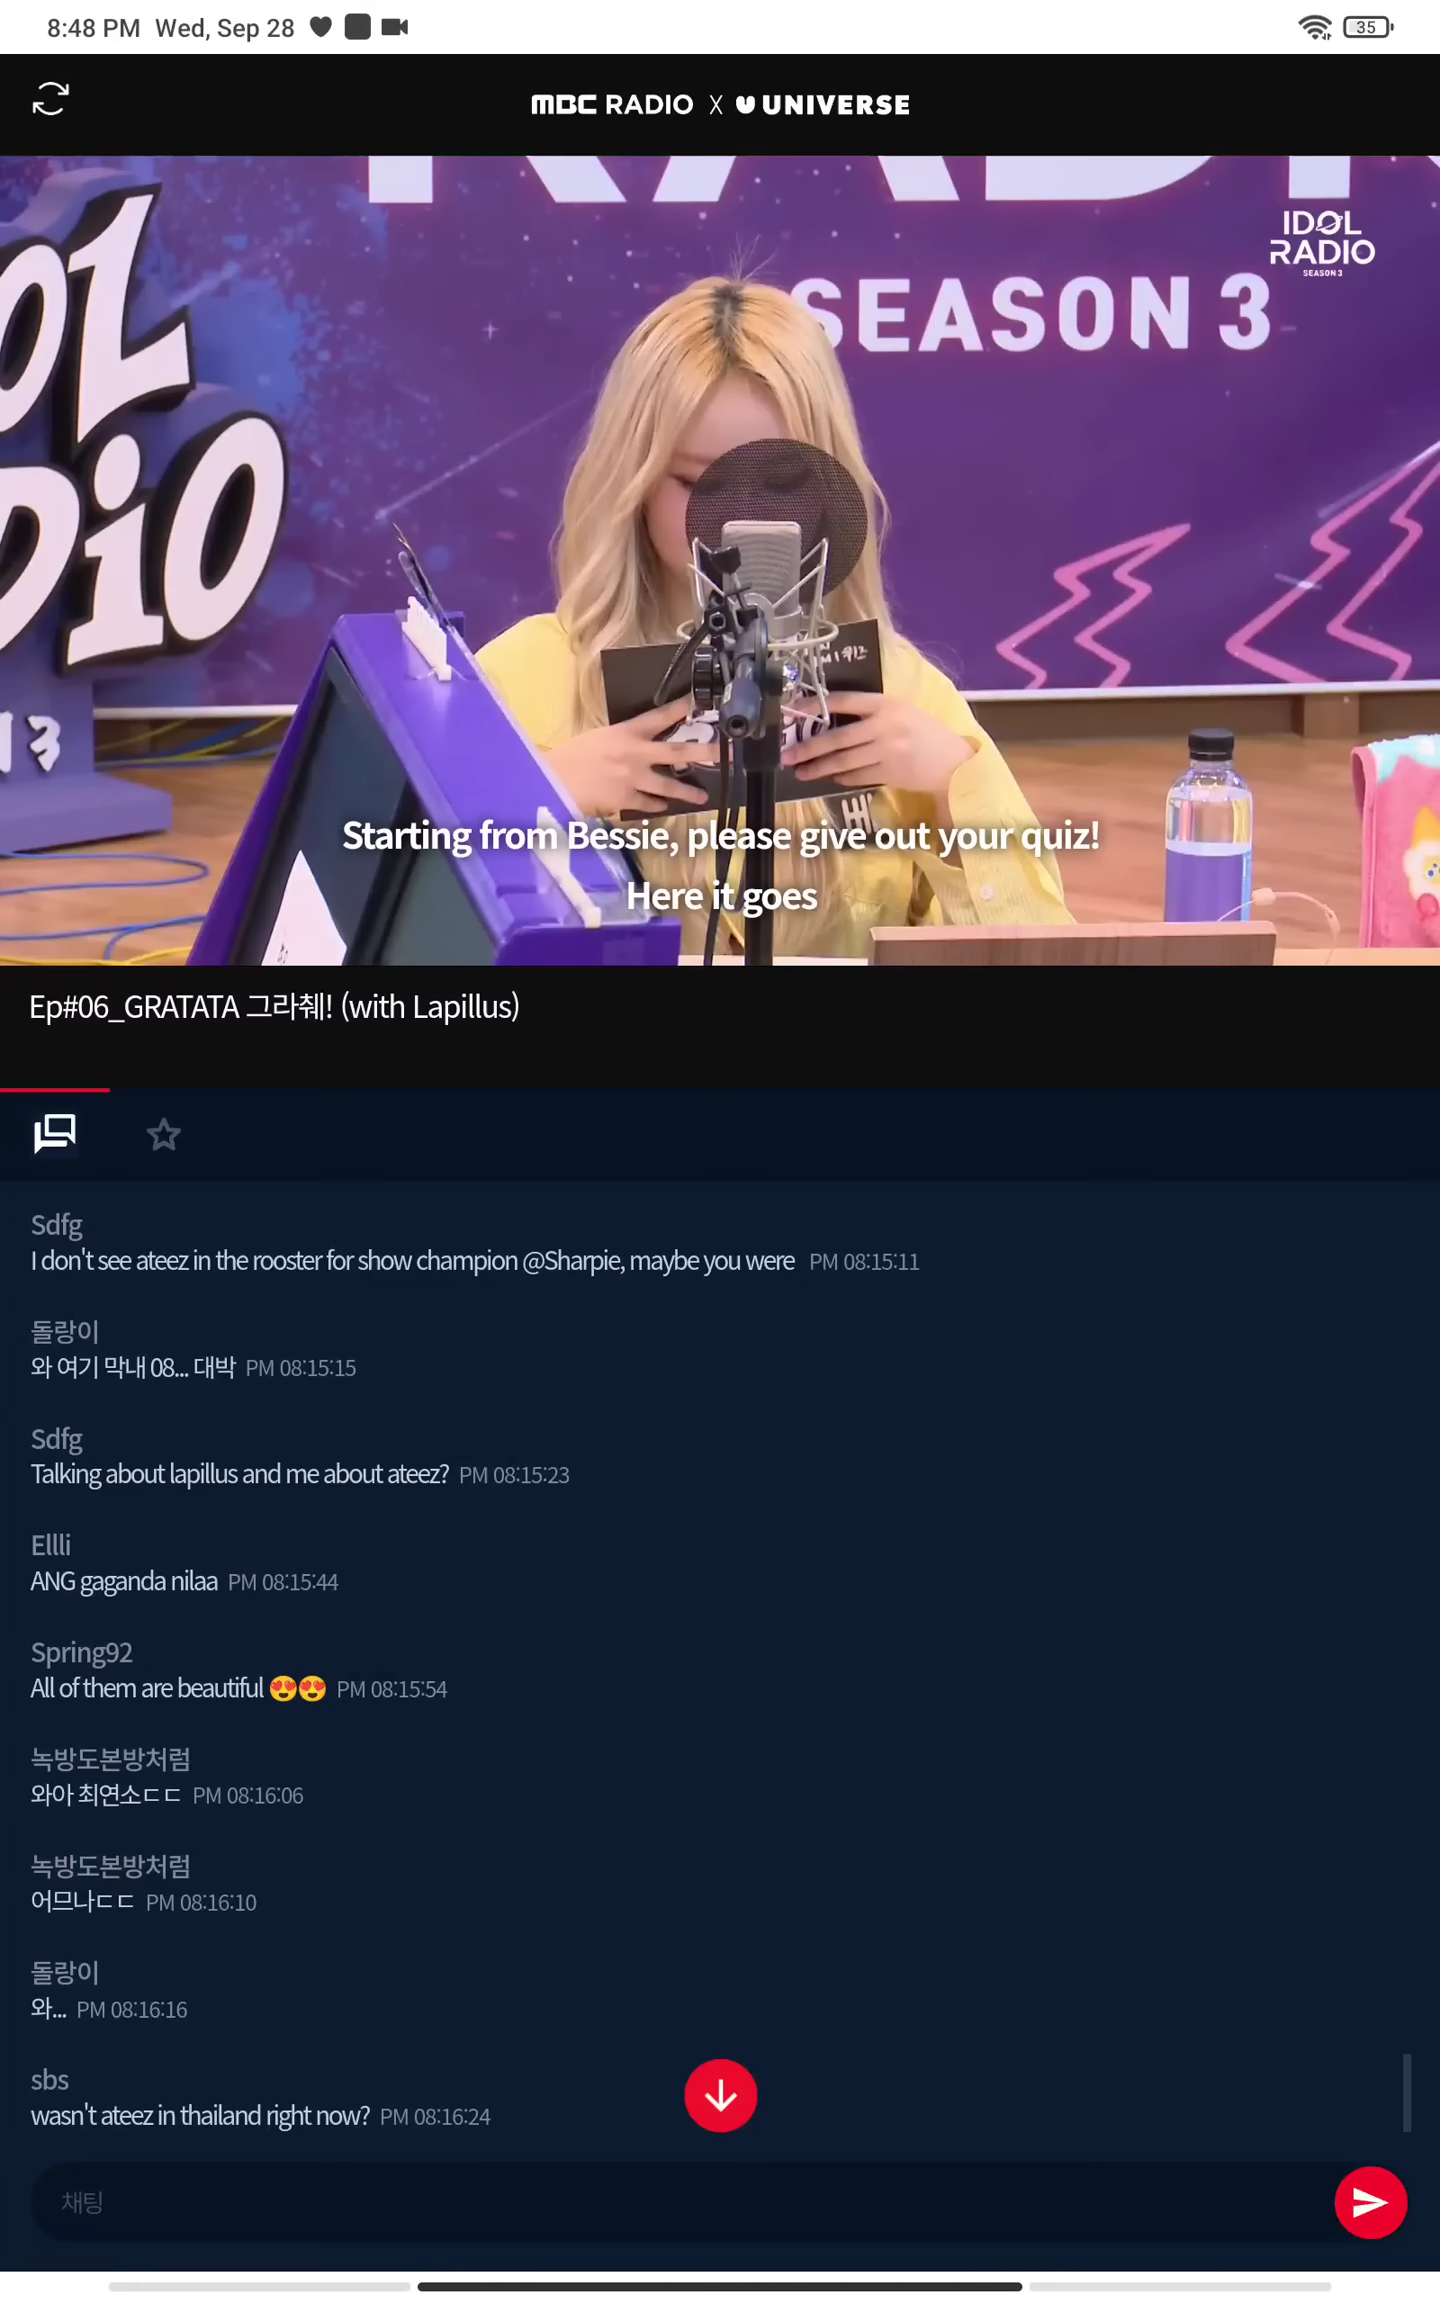 8:48 PM Wed, Sep 28
35
MBC RADIO X UNIVERSE
IDOL
RADIO
SEASON 3
SEASON 3
Starting from Bessie, please give out your quiz!
Here it goes
Ep#06_GRATATA 그라췌! (with Lapillus)
Sdfg
I don't see ateez in the rooster for show champion @Sharpie, maybe you were PM 08:15:11
돌랑이
와 여기 막내 08... 대박 PM 08:15:15
Sdfg
Talking about lapillus and me about ateez? PM 08:15:23
Ellli
ANG gaganda nilaa PM 08:15:44
Spring92
All of them are beautiful 😍😍 PM 08:15:54
녹방도본방처럼
와아 최연소ㄷㄷ PM 08:16:06
녹방도본방처럼
어므나ㄷㄷ PM 08:16:10
돌랑이
와... PM 08:16:16
sbs
wasn't ateez in thailand right now? PM 08:16:24
채팅